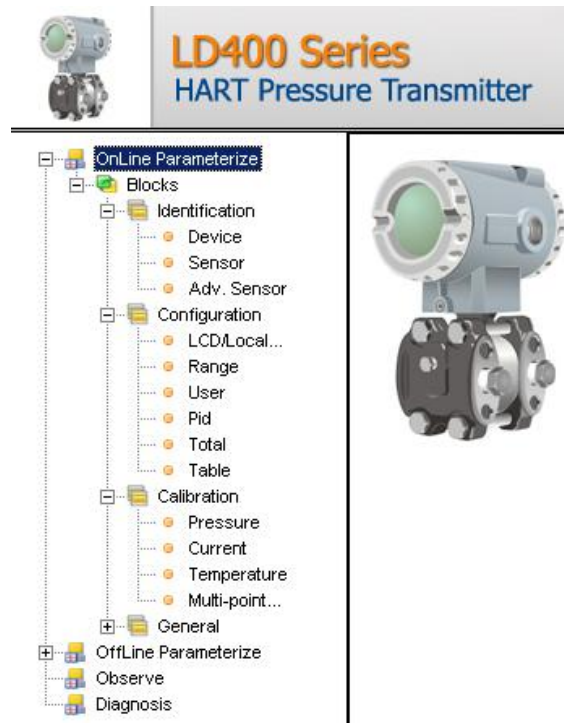 LD400 Series
HART Pressure Transmitter
OnLine Parameterize
Blocks
Identification
Device
Sensor
Adv. Sensor
Configuration
LCD/Local...
Range
User
Pid
Total
Table
Calibration
Pressure
Current
Temperature
Multi-point...
General
OffLine Parameterize
Observe
Diagnosis